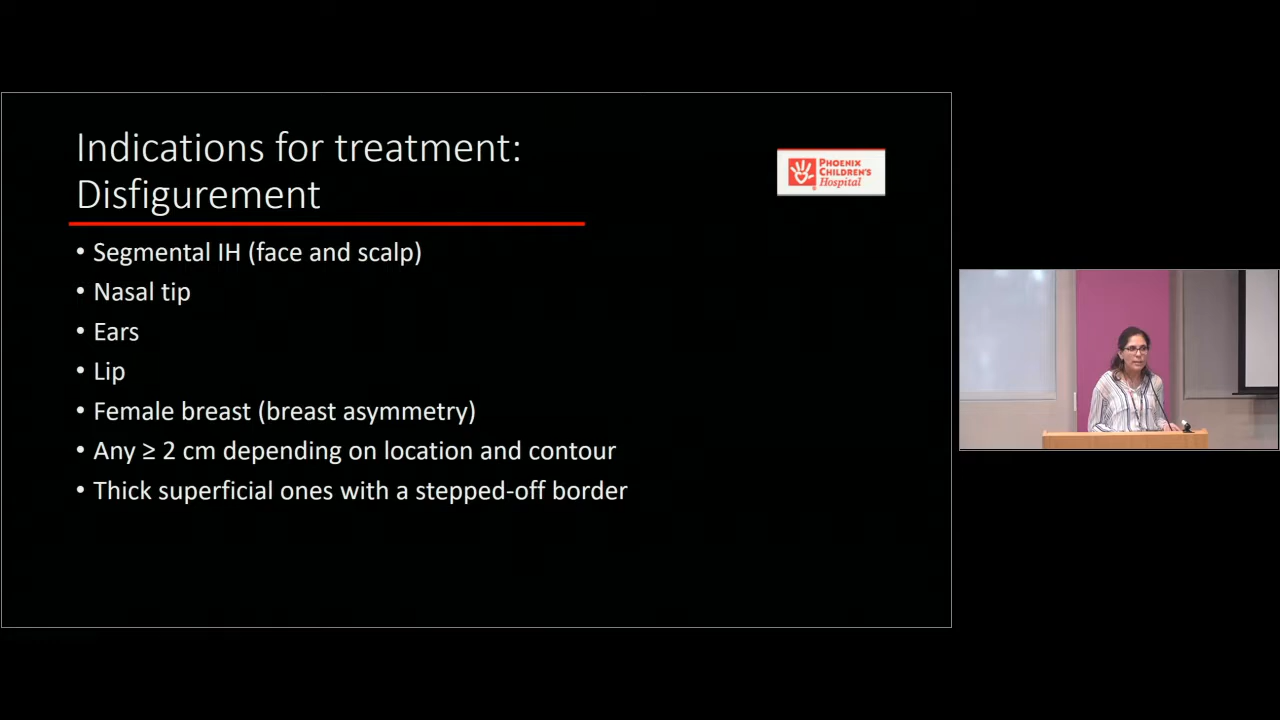 Indications for treatment:
Disfigurement
PHOENIX
CHILDREN'S
Hospital
• Segmental IH (face and scalp)
• Nasal tip
• Ears
• Lip
• Female breast (breast asymmetry)
• Any ≥ 2 cm depending on location and contour
• Thick superficial ones with a stepped-off border